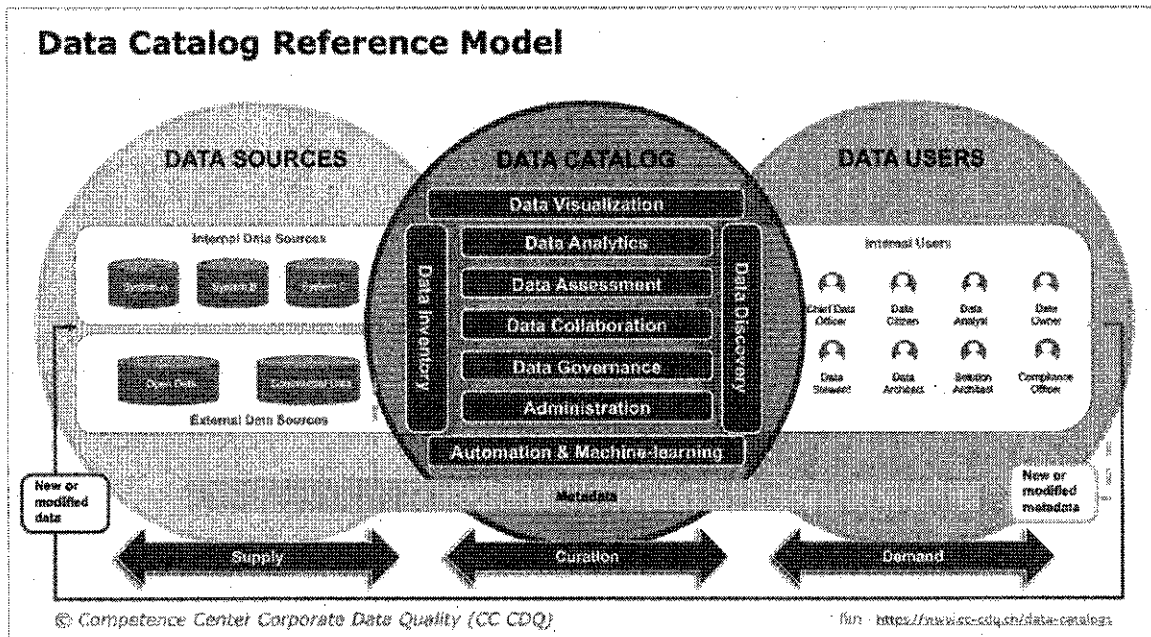 Data Catalog Reference Model
DATA SOURCES
Internal Data Sources
System A
System B
System C
Open Data
External Data Sources
New or
modified
data
DATA CATALOG
Data Visualization
Data Inventory
Data Analytics
Data Assessment
Data Collaboration
Data Governance
Administration
Data Discovery
Automation & Machine-learning
Metadata
DATA USERS
Internal Users
Chief Data
Officer
Data
Citizen
Data
Analyst
Data
Owner
Data
Steward
Data
Architect
Solution
Architect
Compliance
Officer
New or
modified
metadata
Supply
Curation
Demand
© Competence Center Corporate Data Quality (CC CDQ)
https://www.cc-cdq.ch/data-catalogs